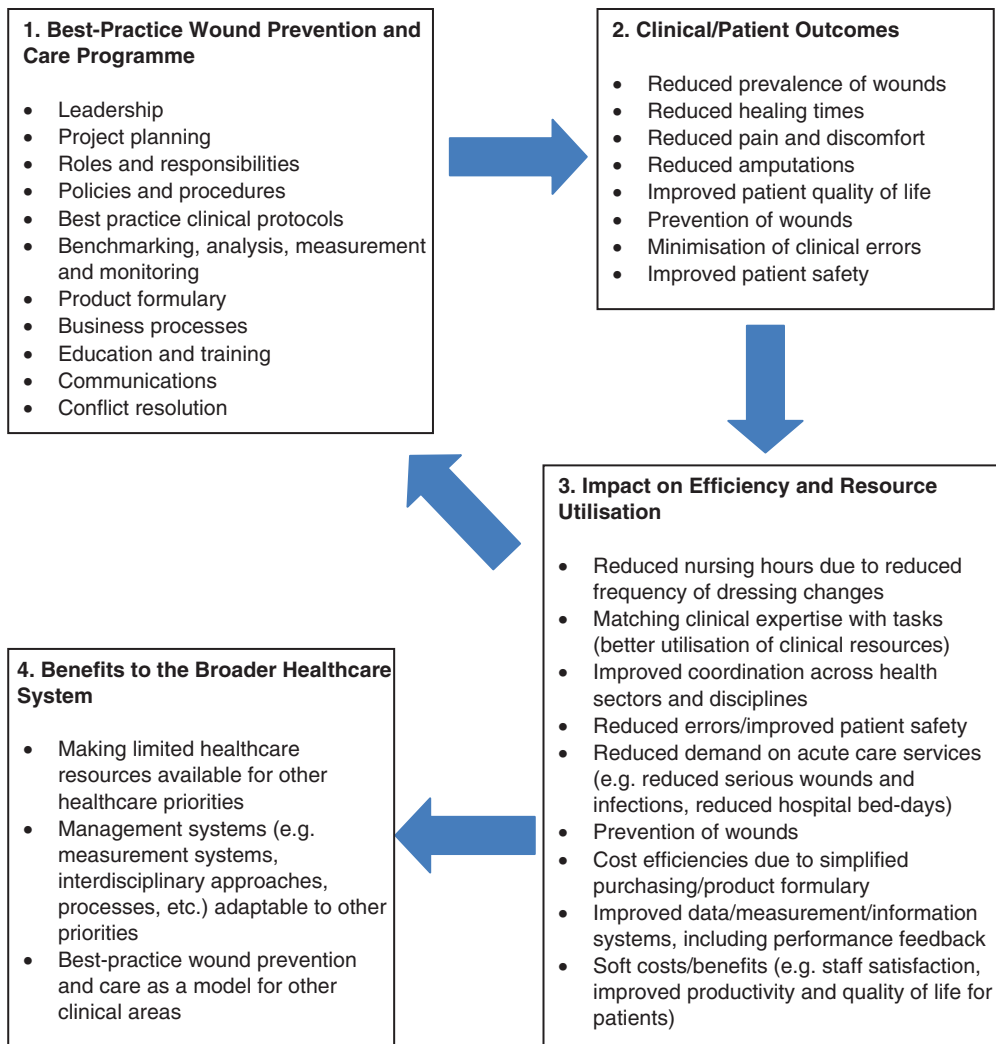 1. Best-Practice Wound Prevention and
Care Programme
• Leadership
• Project planning
• Roles and responsibilities
• Policies and procedures
• Best practice clinical protocols
• Benchmarking, analysis, measurement
and monitoring
• Product formulary
• Business processes
• Education and training
• Communications
• Conflict resolution
2. Clinical/Patient Outcomes
• Reduced prevalence of wounds
• Reduced healing times
• Reduced pain and discomfort
• Reduced amputations
• Improved patient quality of life
• Prevention of wounds
• Minimisation of clinical errors
• Improved patient safety
3. Impact on Efficiency and Resource
Utilisation
• Reduced nursing hours due to reduced
frequency of dressing changes
• Matching clinical expertise with tasks
(better utilisation of clinical resources)
• Improved coordination across health
sectors and disciplines
• Reduced errors/improved patient safety
• Reduced demand on acute care services
(e.g. reduced serious wounds and
infections, reduced hospital bed-days)
• Prevention of wounds
• Cost efficiencies due to simplified
purchasing/product formulary
• Improved data/measurement/information
systems, including performance feedback
• Soft costs/benefits (e.g. staff satisfaction,
improved productivity and quality of life for
patients)
4. Benefits to the Broader Healthcare
System
• Making limited healthcare
resources available for other
healthcare priorities
• Management systems (e.g.
measurement systems,
interdisciplinary approaches,
processes, etc.) adaptable to other
priorities
• Best-practice wound prevention
and care as a model for other
clinical areas